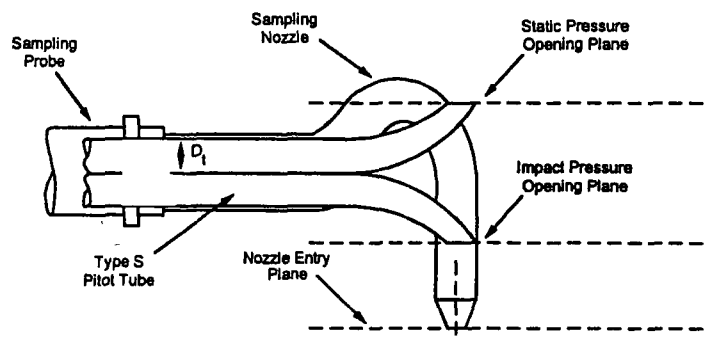 Sampling
Nozzle
Static Pressure
Opening Plane
Sampling
Probe
Dt
Impact Pressure
Opening Plane
Type S
Pitot Tube
Nozzle Entry
Plane